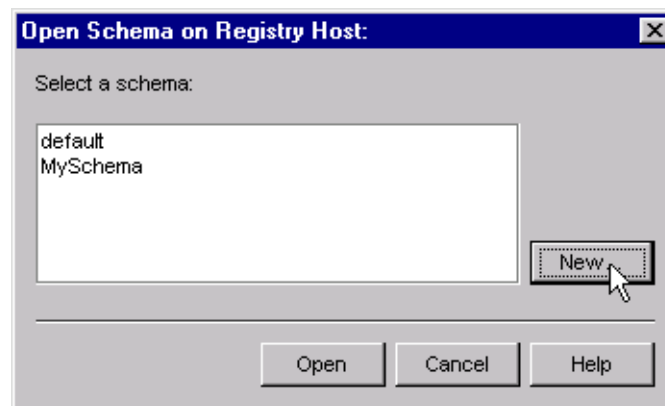 Open Schema on Registry Host:
Select a schema:
default
MySchema
New...
Open Cancel Help